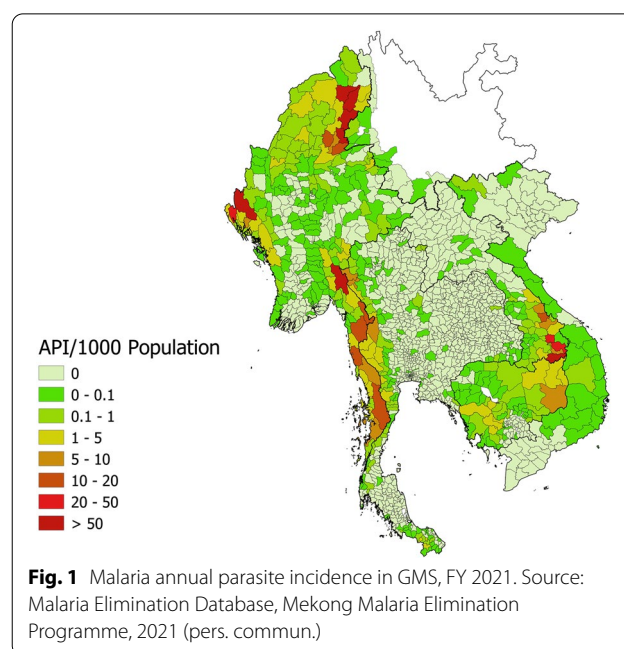 API/1000 Population
0
0 - 0.1
0.1 - 1
1 - 5
5 - 10
10 - 20
20 - 50
> 50
Fig. 1 Malaria annual parasite incidence in GMS, FY 2021. Source:
Malaria Elimination Database, Mekong Malaria Elimination
Programme, 2021 (pers. commun.)